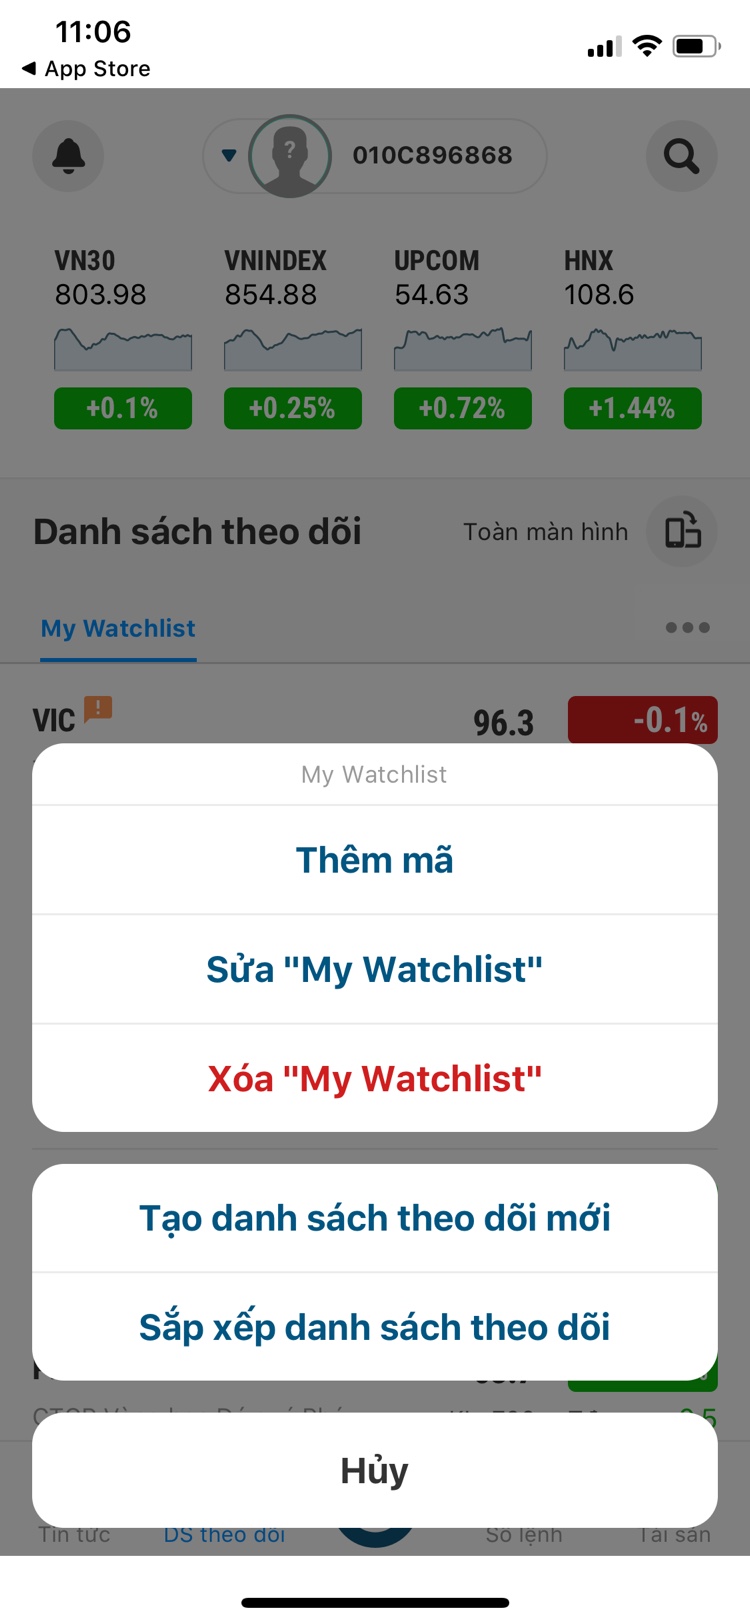 11:06
◀ App Store
010C896868
VN30 VNINDEX UPCOM HNX
803.98 854.88 54.63 108.6
+0.1% +0.25% +0.72% +1.44%
Danh sách theo dõi Toàn màn hình
My Watchlist
VIC 96.3 -0.1%
My Watchlist
Thêm mã
Sửa "My Watchlist"
Xóa "My Watchlist"
Tạo danh sách theo dõi mới
Sắp xếp danh sách theo dõi
Hủy
Tin tức DS theo dõi Sổ lệnh Tài sản